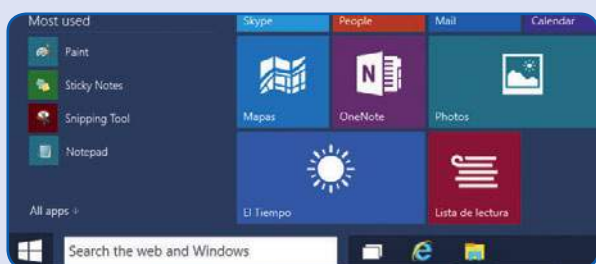 Most used
Paint
Sticky Notes
Snipping Tool
Notepad
All apps
Skype
People
Mail
Calendar
Mapas
OneNote
Photos
El Tiempo
Lista de lectura
Search the web and Windows